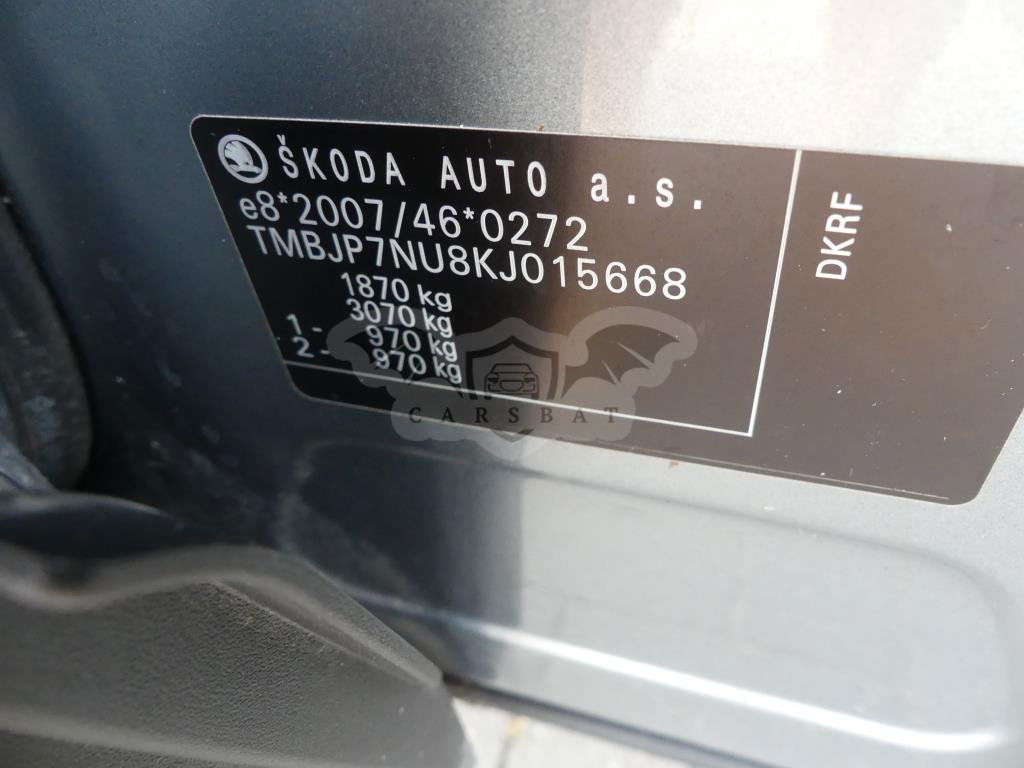 ŠKODA AUTO a.s.
e8*2007/46*0272
TMBJP7NU8KJ015668
1870 kg
3070 kg
1- 970 kg
2- 970 kg
DKRF
CARSBAT